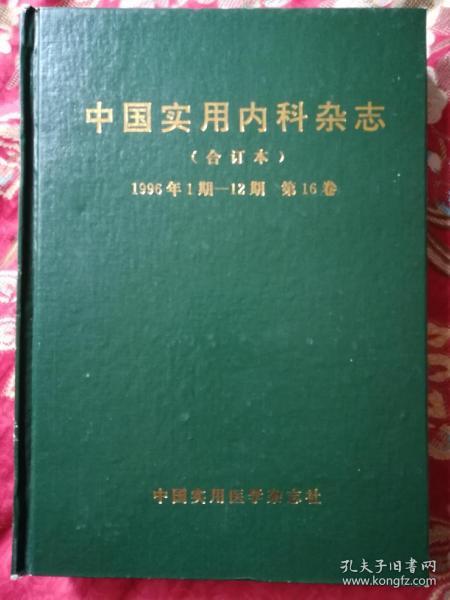 中国实用内科杂志
（合订本）
1996年1期—12期 第16卷
中国实用医学杂志社
孔夫子旧书网
www.kongfz.com